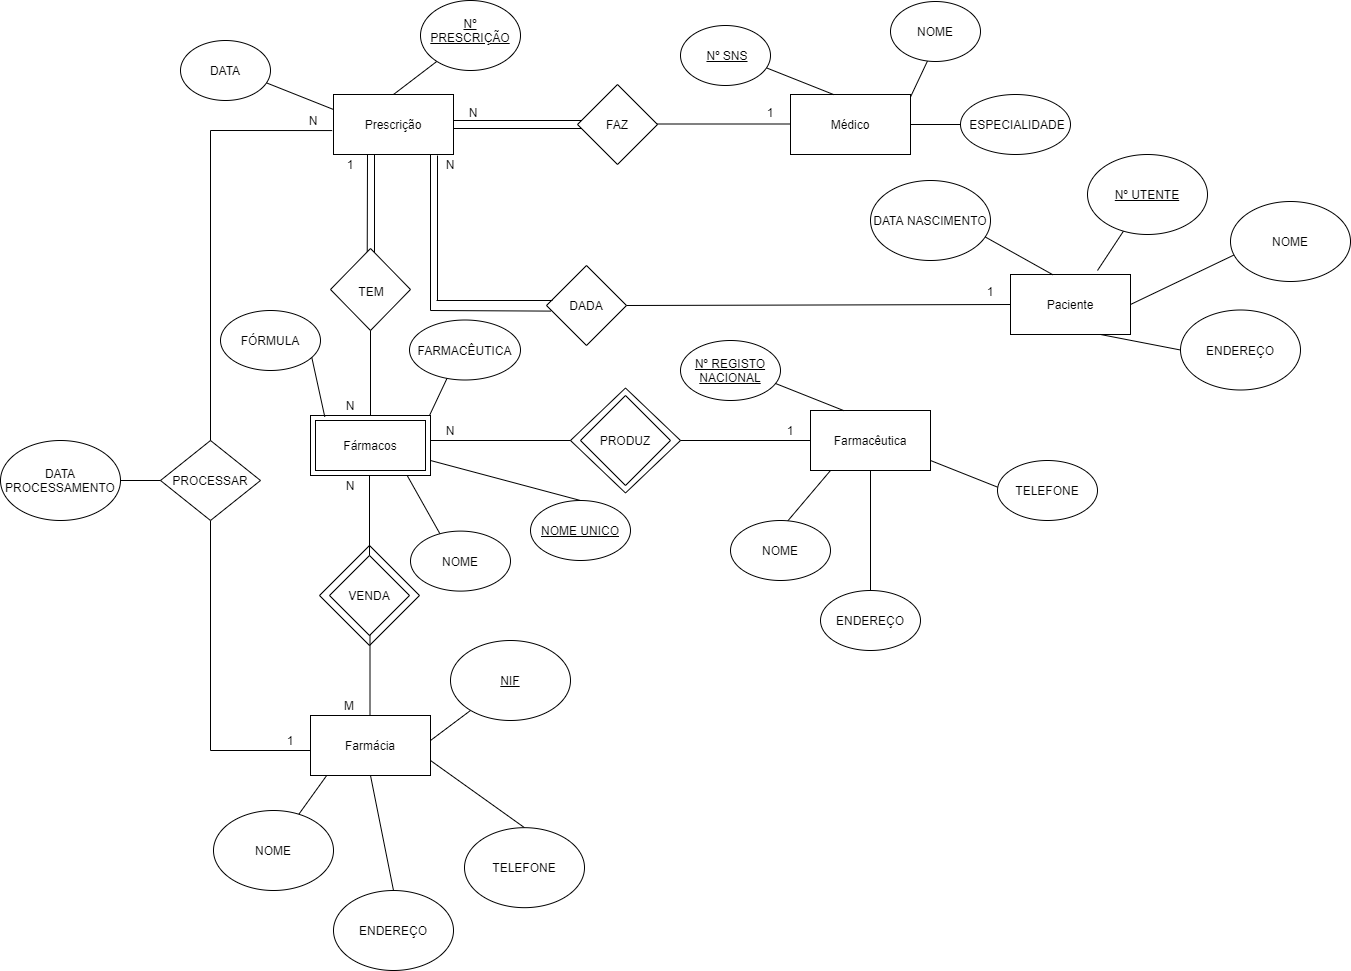 Nº
PRESCRIÇÃO
NOME
Nº SNS
DATA
N
N
1
Prescrição
FAZ
Médico
ESPECIALIDADE
1
N
Nº UTENTE
DATA NASCIMENTO
NOME
TEM
DADA
1
Paciente
FÓRMULA
FARMACÊUTICA
ENDEREÇO
Nº REGISTO
NACIONAL
N
N
1
Fármacos
PRODUZ
Farmacêutica
DATA
PROCESSAMENTO
PROCESSAR
N
TELEFONE
NOME UNICO
NOME
NOME
VENDA
ENDEREÇO
NIF
M
1
Farmácia
NOME
TELEFONE
ENDEREÇO